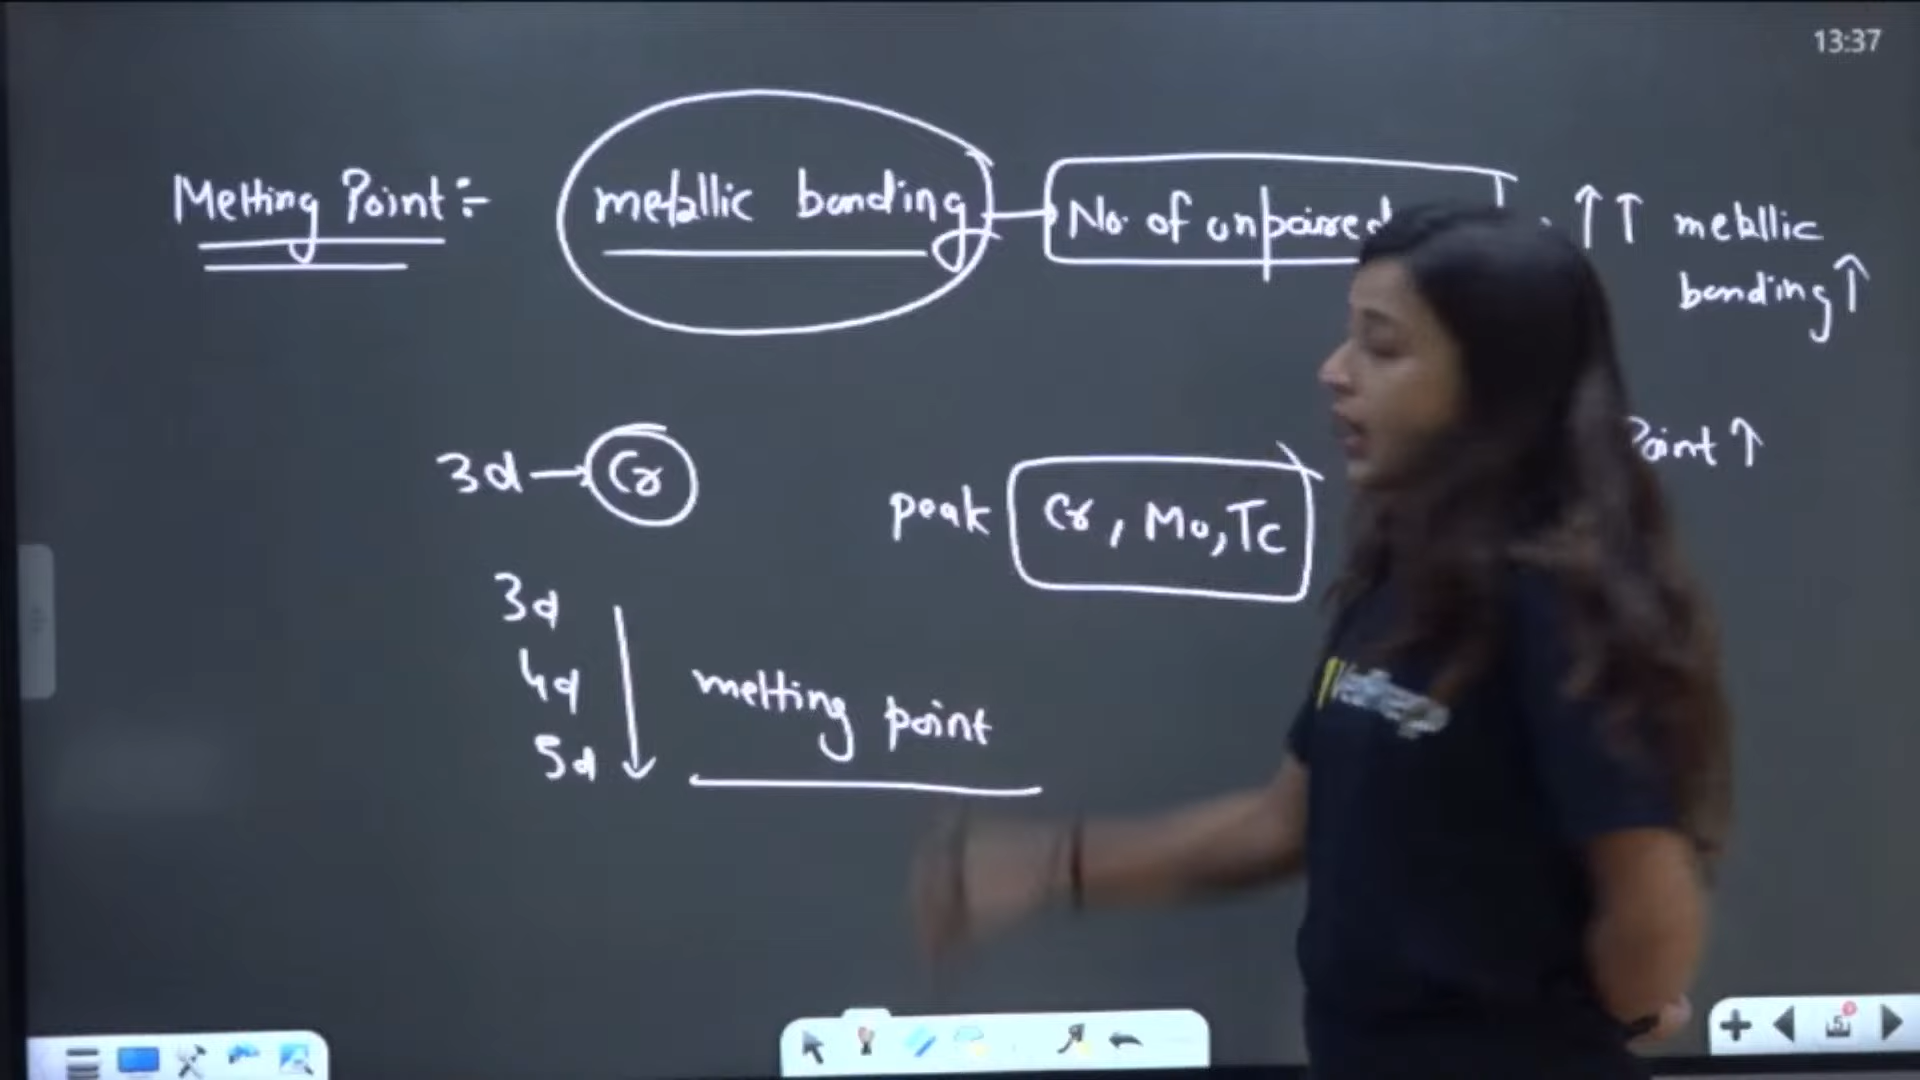 13:37
Melting Point :-
metallic bonding
No. of unpaired
↑↑ metallic
bonding ↑
Point ↑
3d → Cr
peak Cr, Mo, Tc
3d
4d
5d
melting point